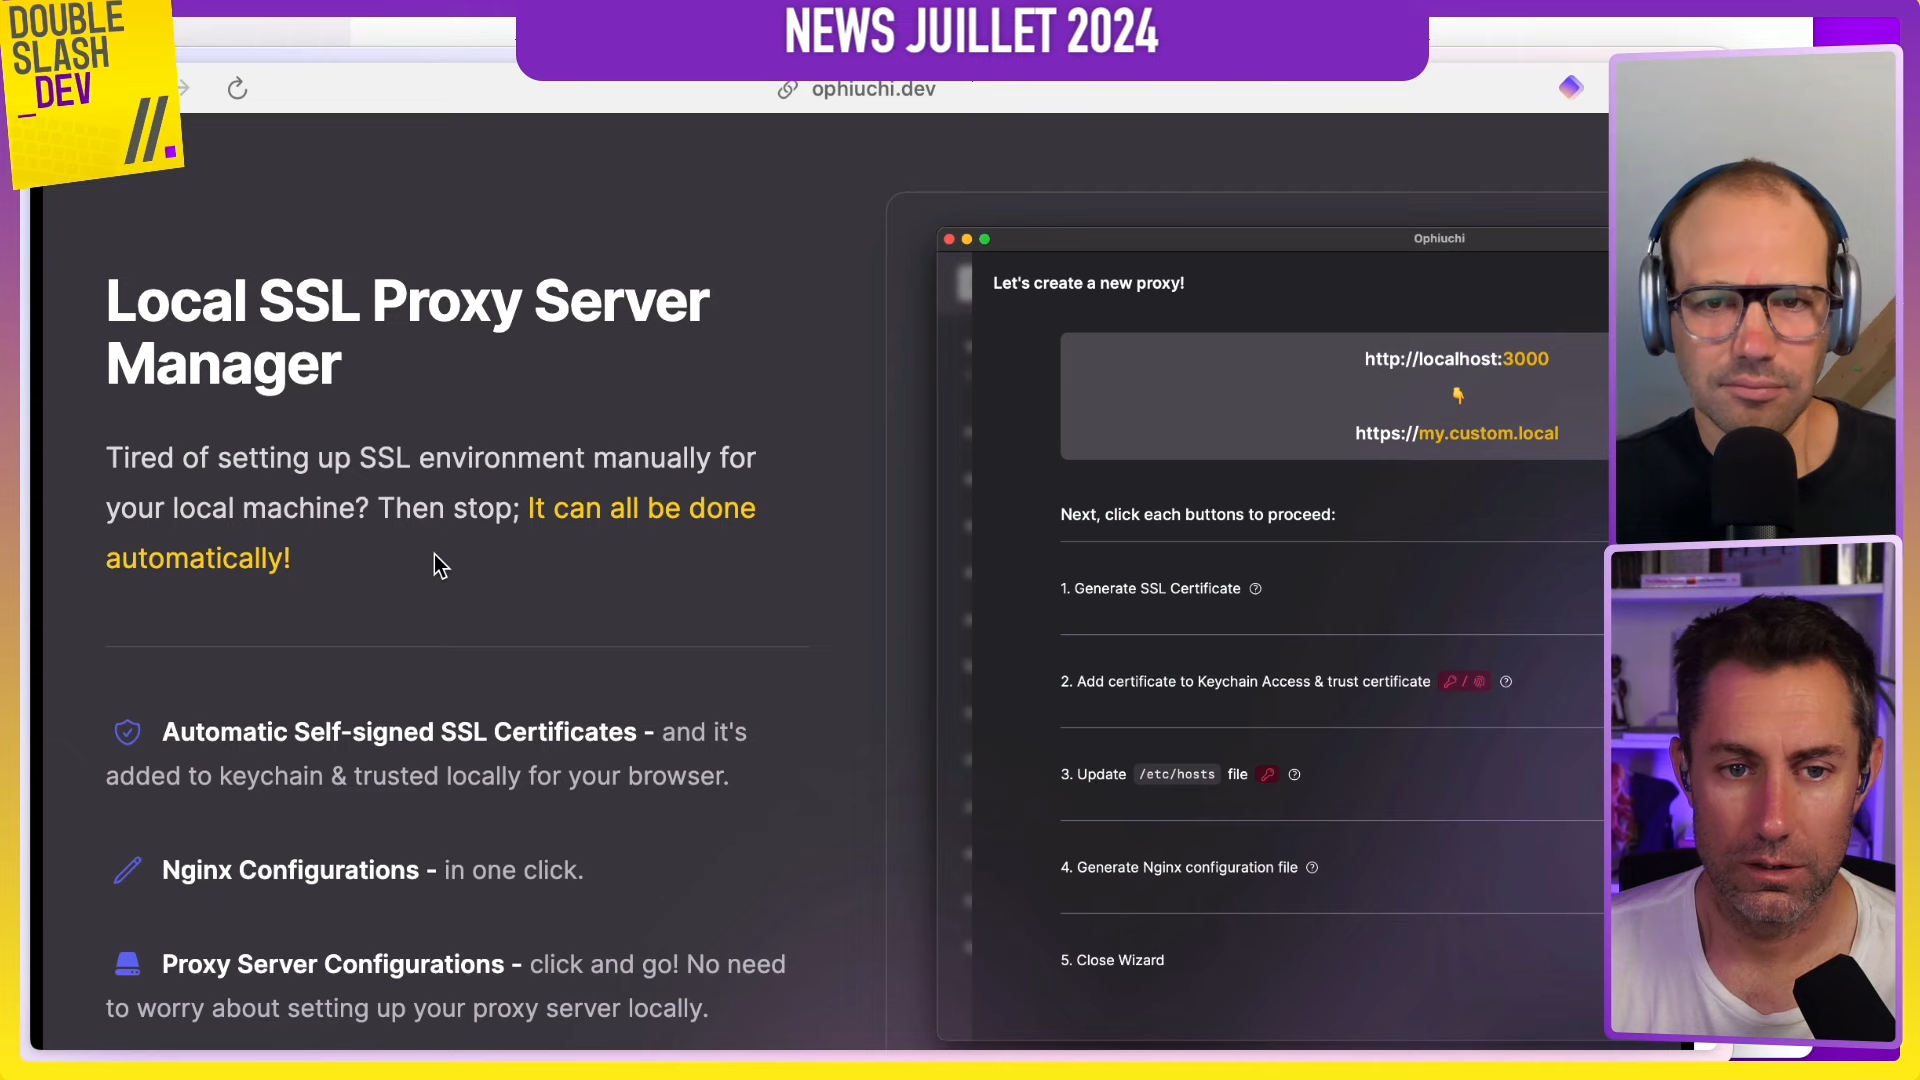 DOUBLE
SLASH
_DEV
//.
NEWS JUILLET 2024
ophiuchi.dev
Local SSL Proxy Server
Manager
Tired of setting up SSL environment manually for
your local machine? Then stop; It can all be done
automatically!
Automatic Self-signed SSL Certificates - and it's
added to keychain & trusted locally for your browser.
Nginx Configurations - in one click.
Proxy Server Configurations - click and go! No need
to worry about setting up your proxy server locally.
Ophiuchi
Let's create a new proxy!
http://localhost:3000
https://my.custom.local
Next, click each buttons to proceed:
1. Generate SSL Certificate
2. Add certificate to Keychain Access & trust certificate
3. Update /etc/hosts file
4. Generate Nginx configuration file
5. Close Wizard